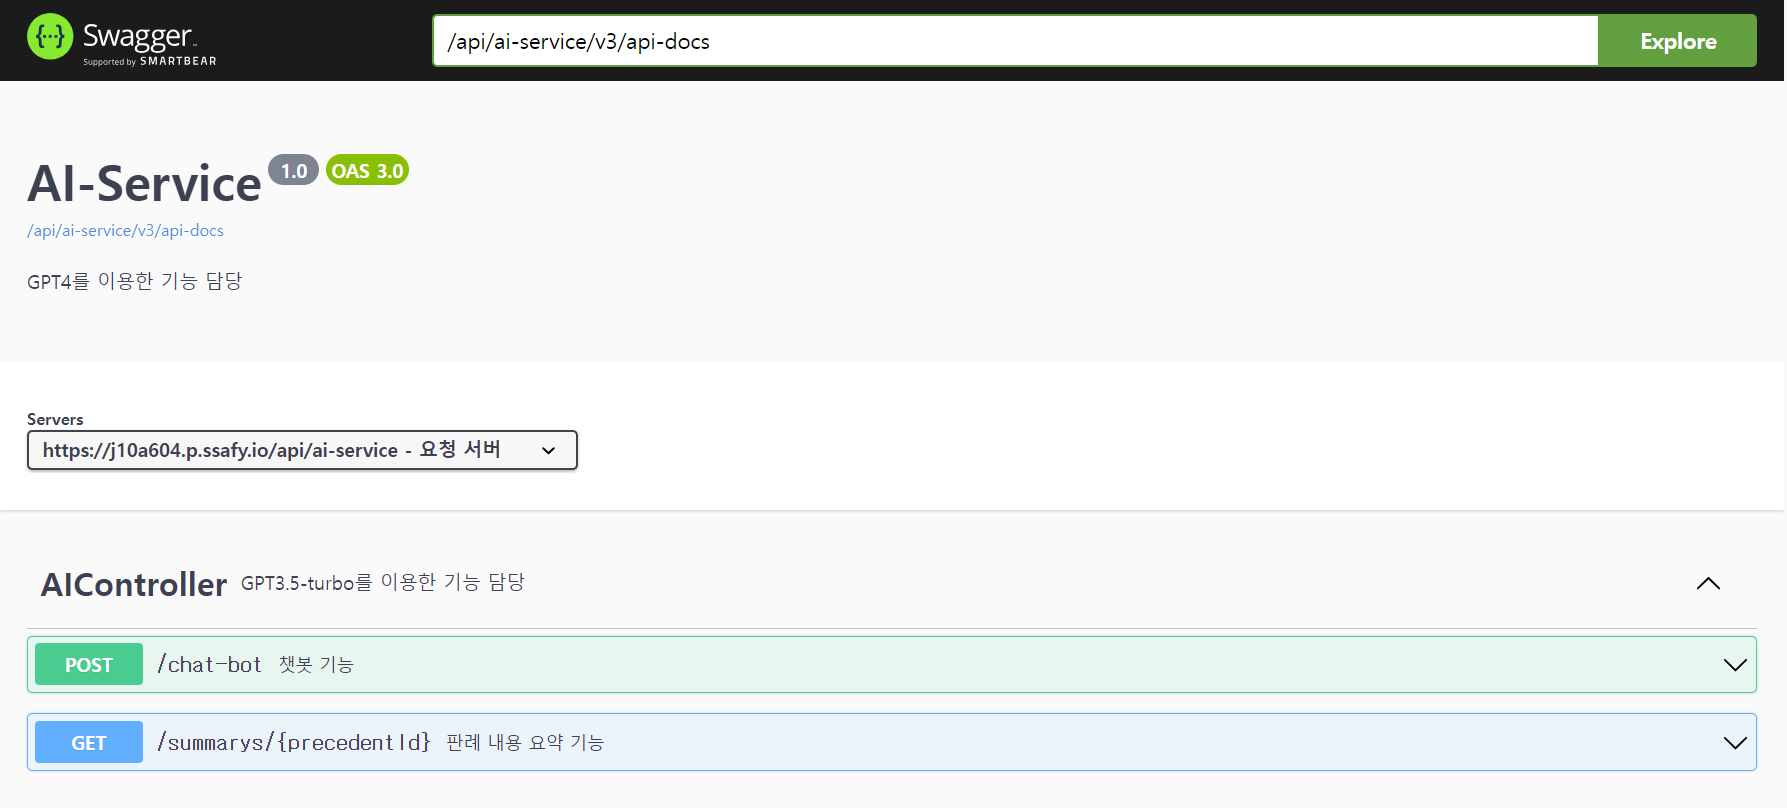 Swagger
Supported by SMARTBEAR
/api/ai-service/v3/api-docs
Explore
AI-Service 1.0 OAS 3.0
/api/ai-service/v3/api-docs
GPT4를 이용한 기능 담당
Servers
https://j10a604.p.ssafy.io/api/ai-service - 요청 서버
AIController GPT3.5-turbo를 이용한 기능 담당
POST /chat-bot 챗봇 기능
GET /summarys/{precedentId} 판례 내용 요약 기능